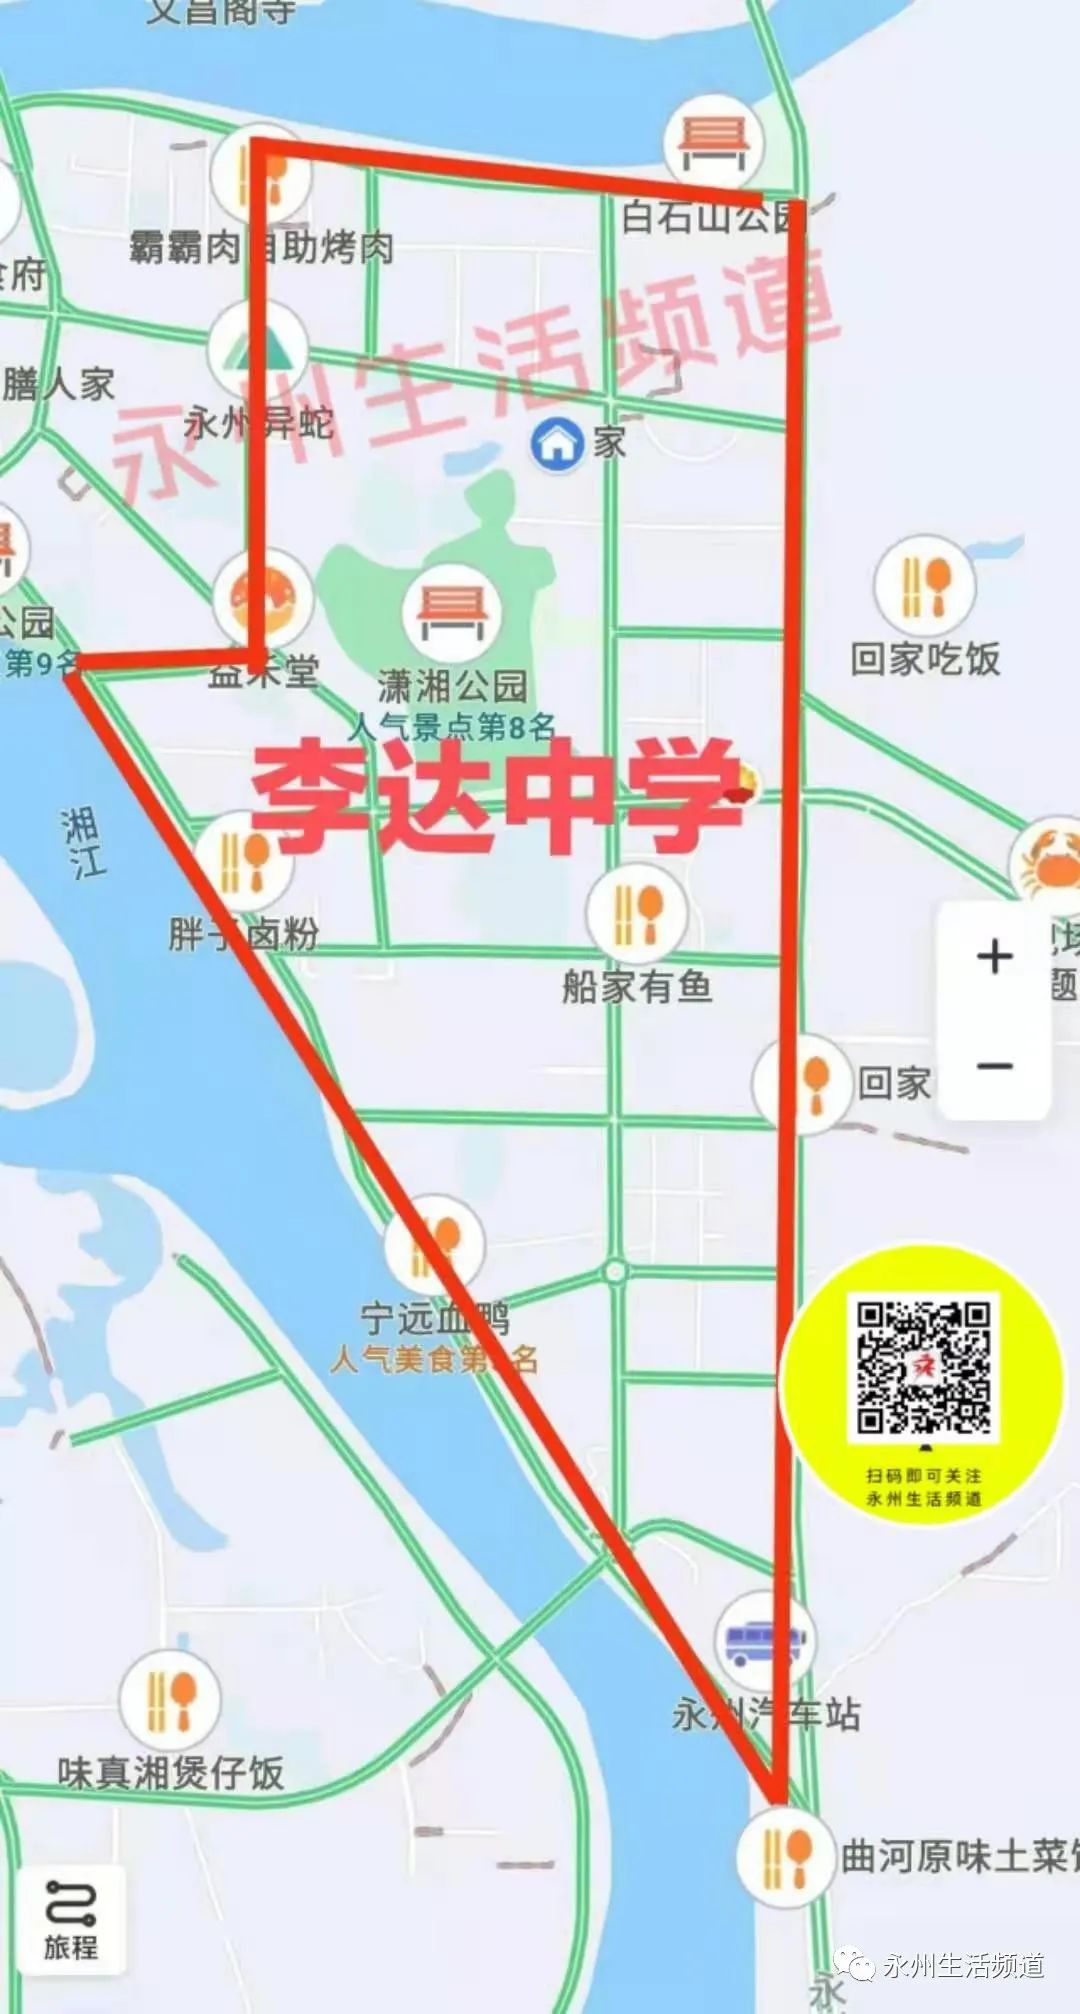 文昌阁寺
白石山公园
霸霸肉自助烤肉
食府
永州生活频道
膳人家
永州异蛇
家
公园
第9名
益禾堂
潇湘公园
人气景点第8名
回家吃饭
李达中学
湘江
胖子卤粉
船家有鱼
回家
题
宁远血鸭
人气美食第
名
扫码即可关注
永州生活频道
永州汽车站
味真湘煲仔饭
曲河原味土菜馆
旅程
永州生活频道
永